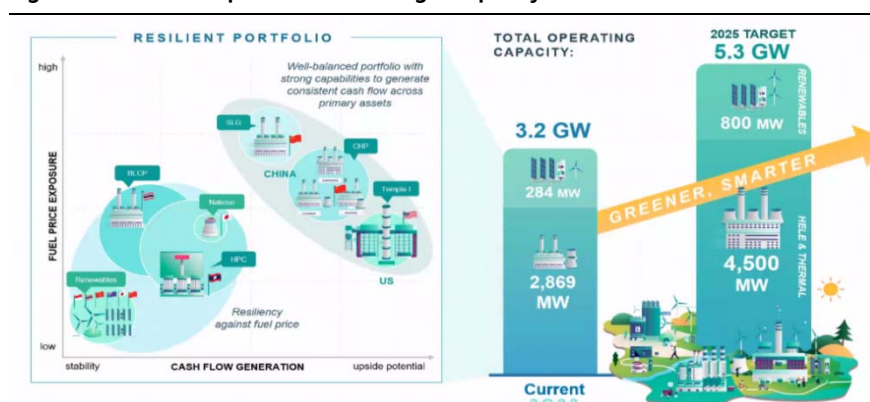 RESILIENT PORTFOLIO
high
Well-balanced portfolio with
strong capabilities to generate
consistent cash flow across
primary assets
SLG
CHP
CHINA
BLCP
Nakoso
Temple I
HPC
US
Renewables
Resiliency
against fuel price
FUEL PRICE EXPOSURE
low
stability
CASH FLOW GENERATION
upside potential
TOTAL OPERATING
CAPACITY:
3.2 GW
284 MW
2,869
MW
Current
2025 TARGET
5.3 GW
RENEWABLES
800 MW
GREENER, SMARTER
HELE & THERMAL
4,500
MW